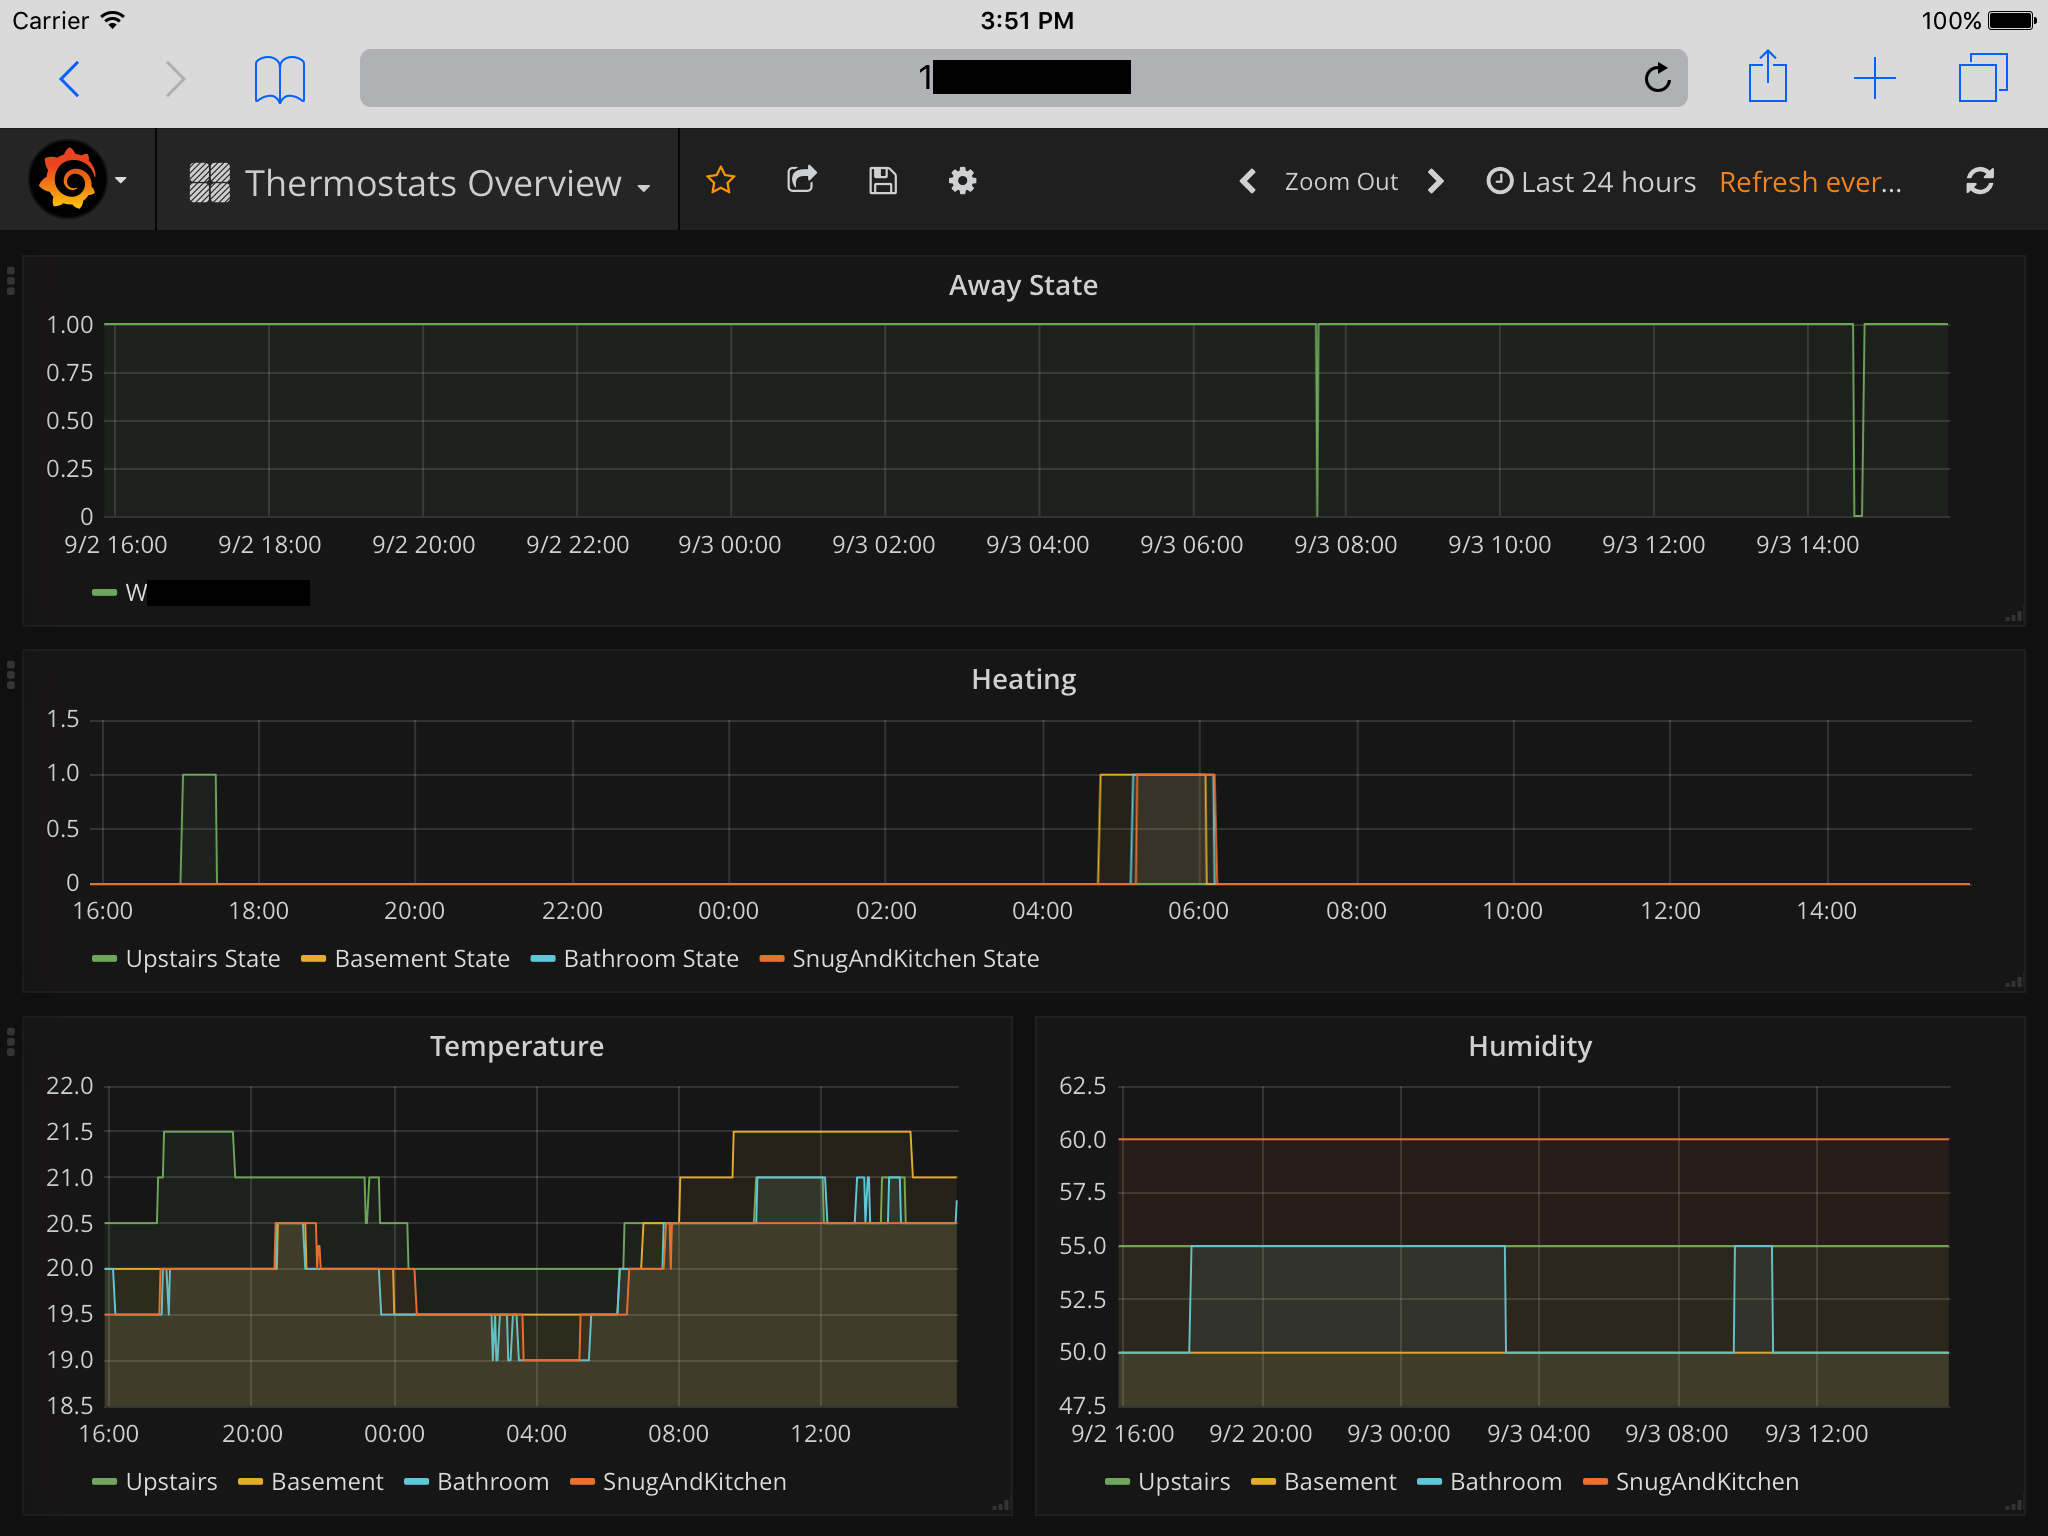 Carrier 3:51 PM 100%
1
Thermostats Overview Zoom Out Last 24 hours Refresh ever...
Away State
1.00
0.75
0.50
0.25
0
9/2 16:00 9/2 18:00 9/2 20:00 9/2 22:00 9/3 00:00 9/3 02:00 9/3 04:00 9/3 06:00 9/3 08:00 9/3 10:00 9/3 12:00 9/3 14:00
W
Heating
1.5
1.0
0.5
0
16:00 18:00 20:00 22:00 00:00 02:00 04:00 06:00 08:00 10:00 12:00 14:00
Upstairs State Basement State Bathroom State SnugAndKitchen State
Temperature
22.0
21.5
21.0
20.5
20.0
19.5
19.0
18.5
16:00 20:00 00:00 04:00 08:00 12:00
Upstairs Basement Bathroom SnugAndKitchen
Humidity
62.5
60.0
57.5
55.0
52.5
50.0
47.5
9/2 16:00 9/2 20:00 9/3 00:00 9/3 04:00 9/3 08:00 9/3 12:00
Upstairs Basement Bathroom SnugAndKitchen